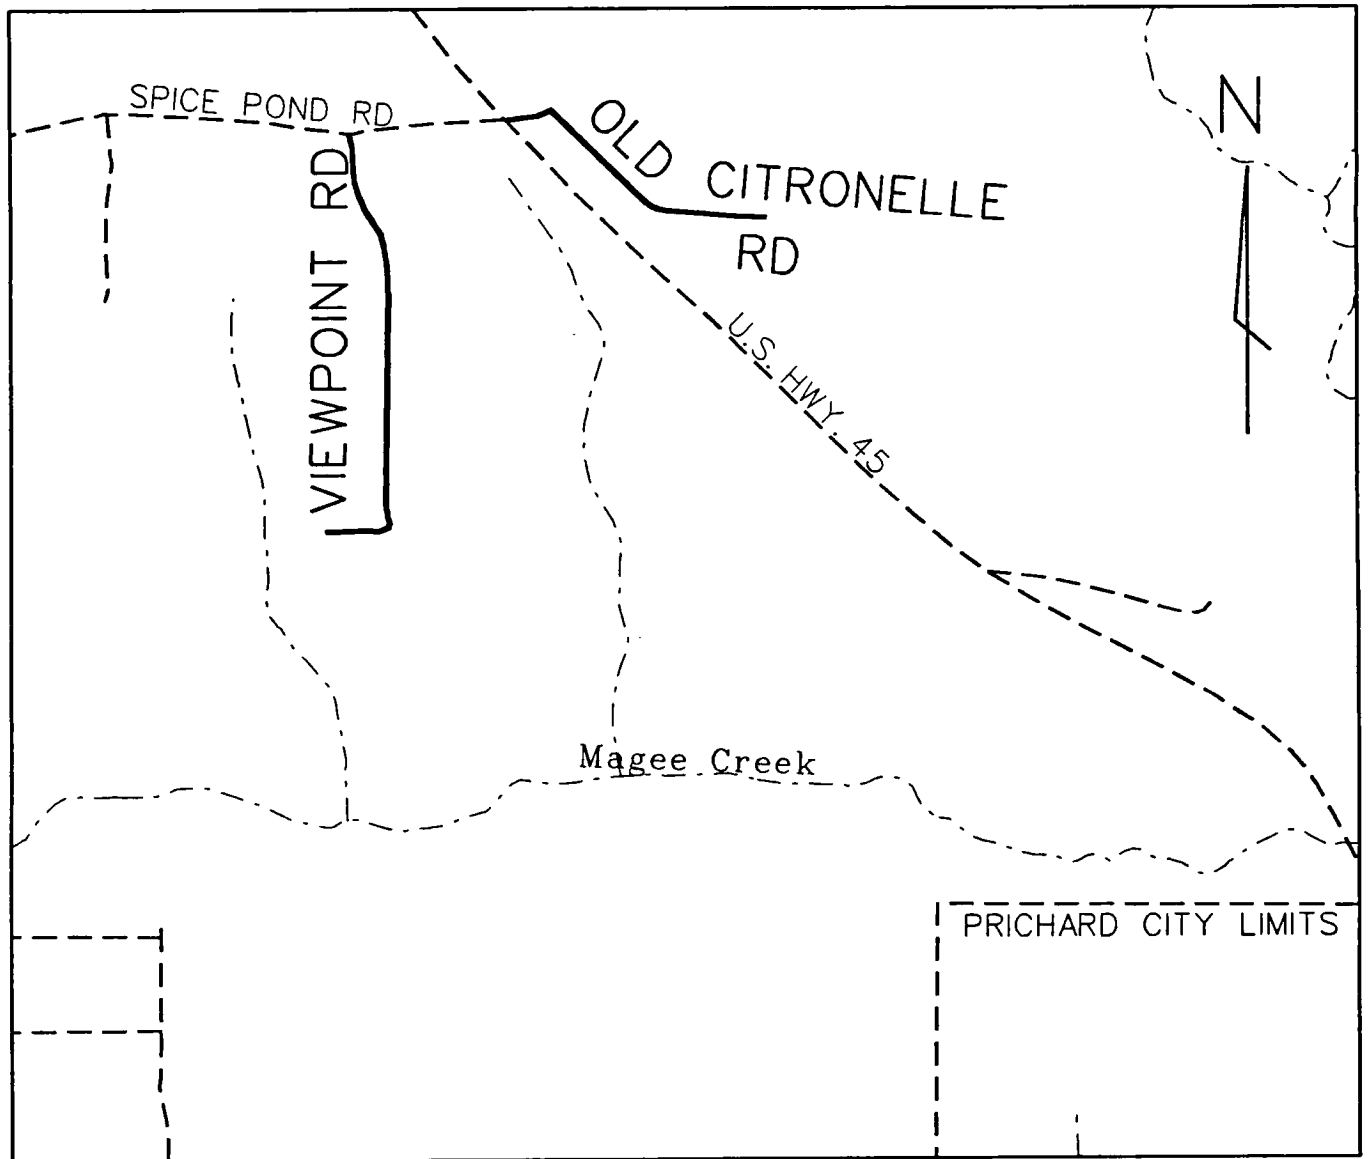 SPICE POND RD
VIEWPOINT RD
OLD CITRONELLE
RD
N
U.S. HWY. 45
Magee Creek
PRICHARD CITY LIMITS